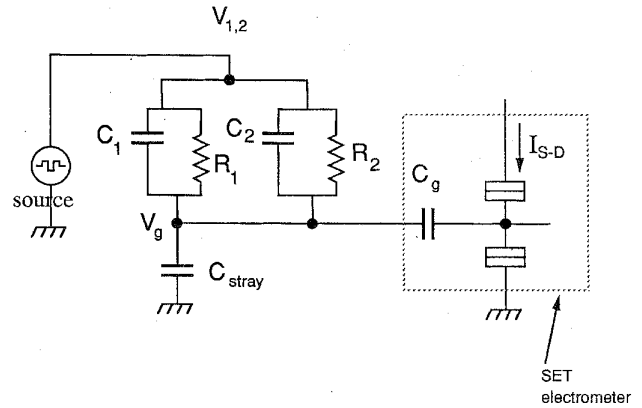 V1,2
C1
R1
C2
R2
source
Vg
Cstray
Cg
IS-D
SET
electrometer